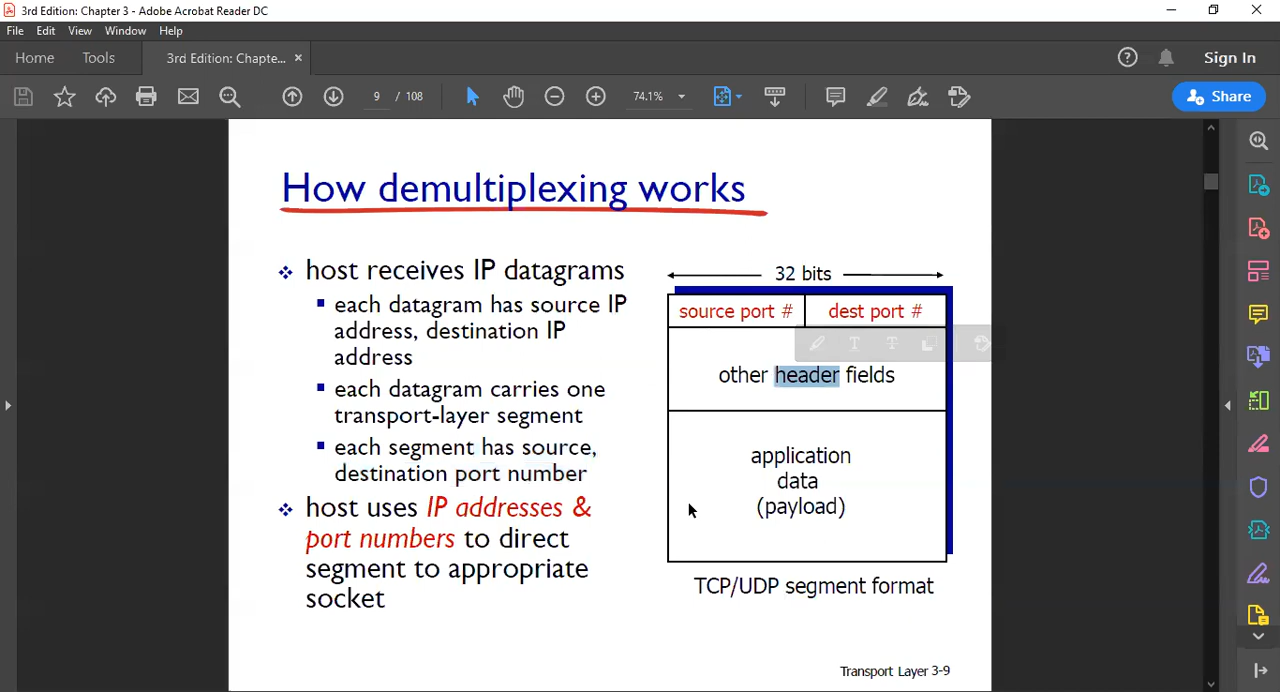 3rd Edition: Chapter 3 - Adobe Acrobat Reader DC
File Edit View Window Help
Home Tools 3rd Edition: Chapte... × Sign In
9 / 108 74.1% Share
How demultiplexing works
host receives IP datagrams
each datagram has source IP
address, destination IP
address
each datagram carries one
transport-layer segment
each segment has source,
destination port number
host uses IP addresses &
port numbers to direct
segment to appropriate
socket
32 bits
source port # dest port #
other header fields
application
data
(payload)
TCP/UDP segment format
Transport Layer 3-9